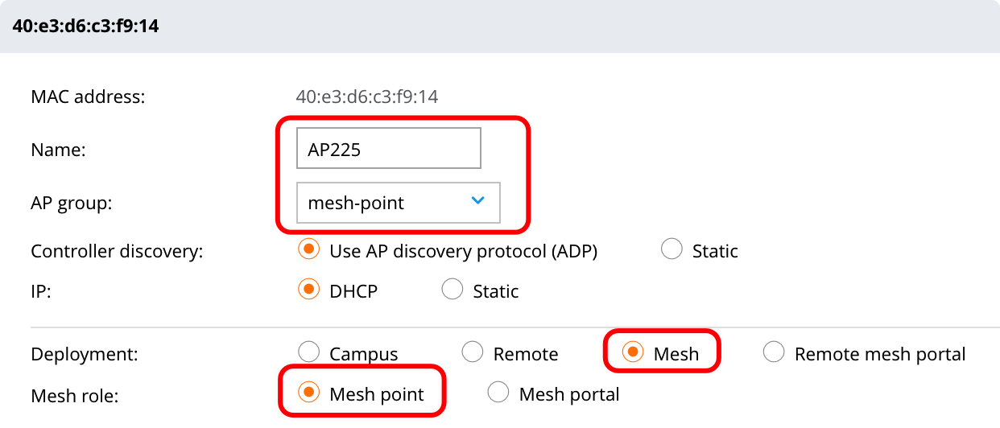 40:e3:d6:c3:f9:14
MAC address: 40:e3:d6:c3:f9:14
Name: AP225
AP group: mesh-point
Controller discovery: Use AP discovery protocol (ADP) Static
IP: DHCP Static
Deployment: Campus Remote Mesh Remote mesh portal
Mesh role: Mesh point Mesh portal